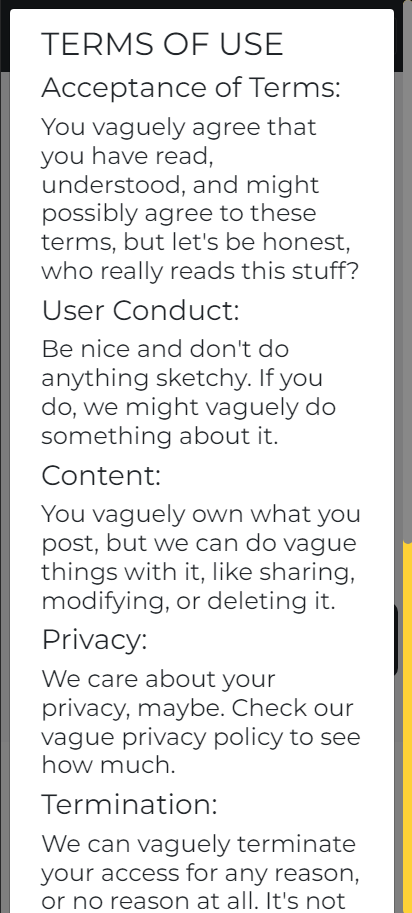 TERMS OF USE
Acceptance of Terms:
You vaguely agree that
you have read,
understood, and might
possibly agree to these
terms, but let's be honest,
who really reads this stuff?
User Conduct:
Be nice and don't do
anything sketchy. If you
do, we might vaguely do
something about it.
Content:
You vaguely own what you
post, but we can do vague
things with it, like sharing,
modifying, or deleting it.
Privacy:
We care about your
privacy, maybe. Check our
vague privacy policy to see
how much.
Termination:
We can vaguely terminate
your access for any reason,
or no reason at all. It's not